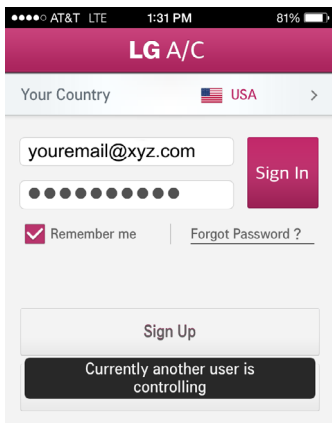 AT&T LTE 1:31 PM 81%
LG A/C
Your Country USA >
youremail@xyz.com
Sign In
Remember me Forgot Password ?
Sign Up
Currently another user is
controlling